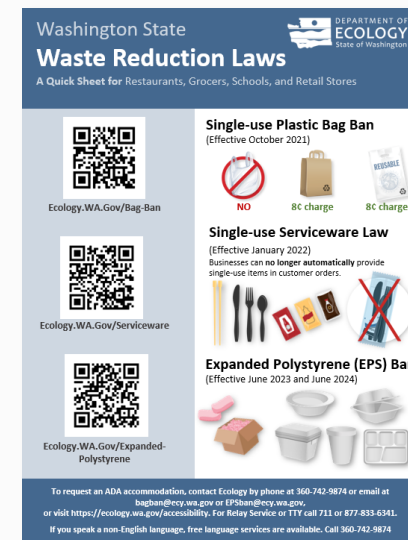 Washington State
Waste Reduction Laws
A Quick Sheet for Restaurants, Grocers, Schools, and Retail Stores
DEPARTMENT OF
ECOLOGY
State of Washington
Ecology.WA.Gov/Bag-Ban
Single-use Plastic Bag Ban
(Effective October 2021)
REUSABLE
NO
8¢ charge
8¢ charge
Ecology.WA.Gov/Serviceware
Single-use Serviceware Law
(Effective January 2022)
Businesses can no longer automatically provide
single-use items in customer orders.
Ecology.WA.Gov/Expanded-
Polystyrene
Expanded Polystyrene (EPS) Ba
(Effective June 2023 and June 2024)
To request an ADA accommodation, contact Ecology by phone at 360-742-9874 or email at
bagban@ecy.wa.gov or EPSban@ecy.wa.gov,
or visit https://ecology.wa.gov/accessibility. For Relay Service or TTY call 711 or 877-833-6341.
If you speak a non-English language, free language services are available. Call 360-742-9874